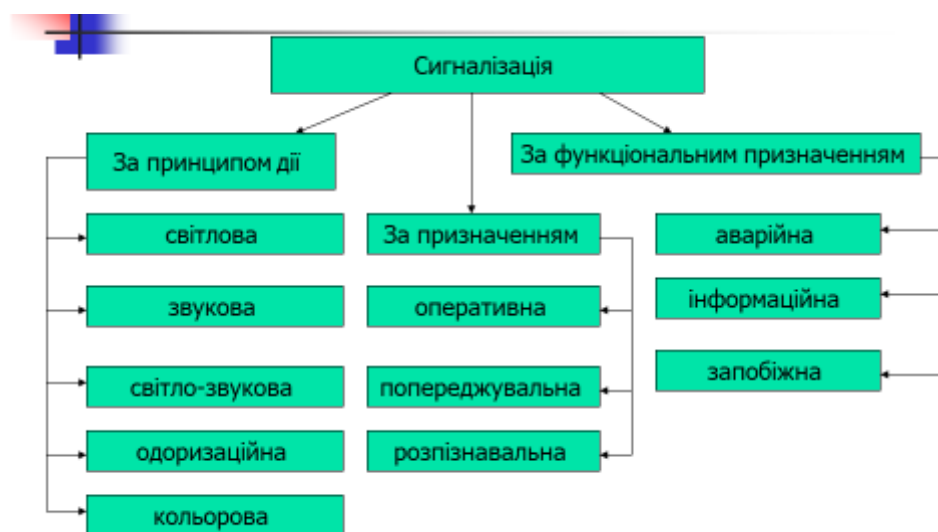 Сигналізація
За принципом дії
За функціональним призначенням
світлова
За призначенням
аварійна
звукова
оперативна
інформаційна
світло-звукова
попереджувальна
запобіжна
одоризаційна
розпізнавальна
кольорова